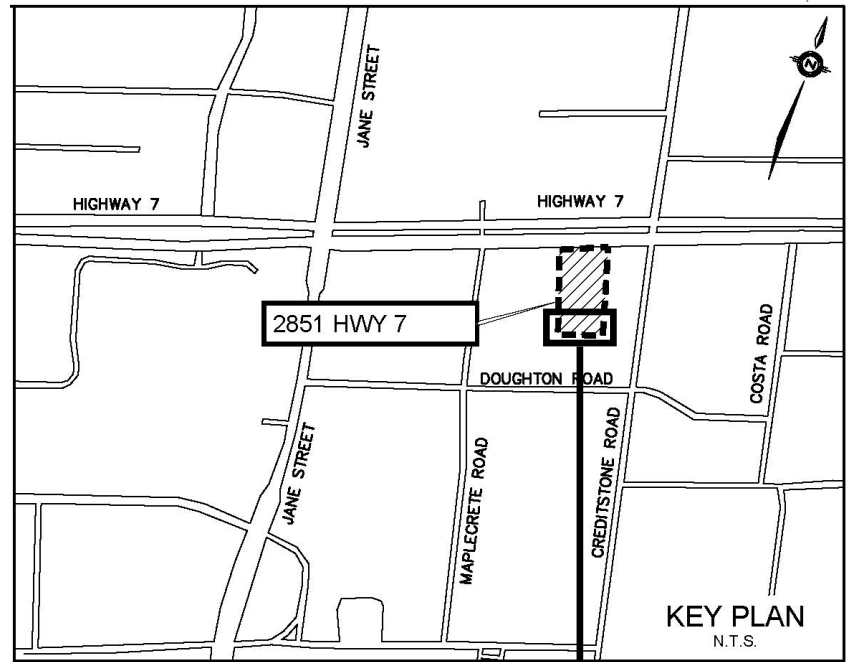 JANE STREET
N
HIGHWAY 7
HIGHWAY 7
2851 HWY 7
DOUGHTON ROAD
COSTA ROAD
JANE STREET
MAPLECRETE ROAD
CREDITSTONE ROAD
KEY PLAN
N.T.S.